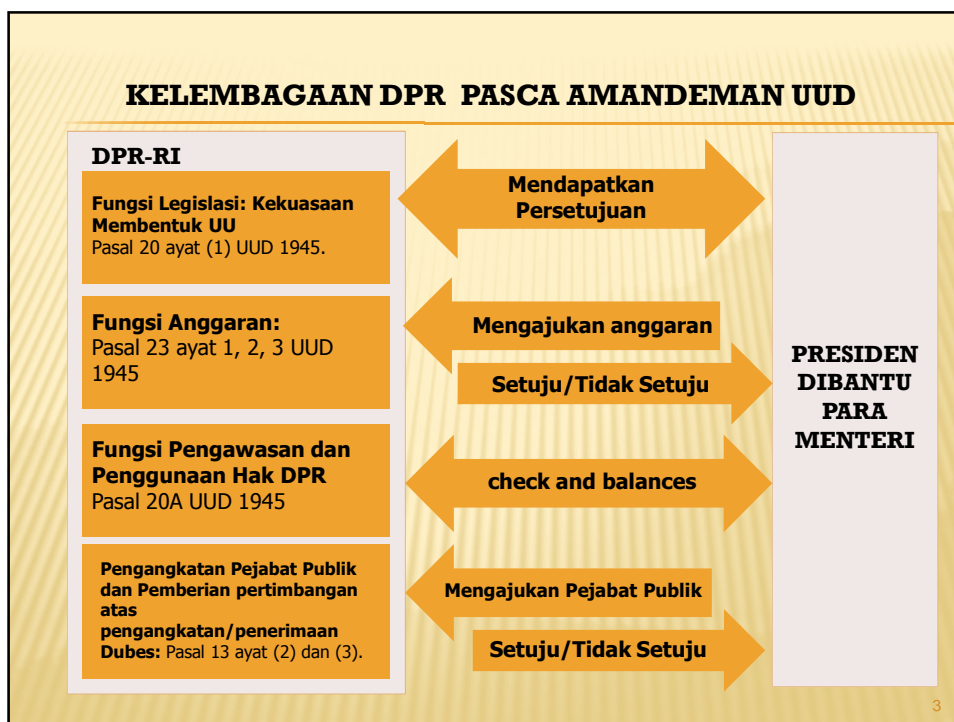 KELEMBAGAAN DPR PASCA AMANDEMAN UUD
DPR-RI
Fungsi Legislasi: Kekuasaan
Membentuk UU
Pasal 20 ayat (1) UUD 1945.
Mendapatkan
Persetujuan
Fungsi Anggaran:
Pasal 23 ayat 1, 2, 3 UUD
1945
Mengajukan anggaran
Setuju/Tidak Setuju
Fungsi Pengawasan dan
Penggunaan Hak DPR
Pasal 20A UUD 1945
check and balances
Pengangkatan Pejabat Publik
dan Pemberian pertimbangan
atas
pengangkatan/penerimaan
Dubes: Pasal 13 ayat (2) dan (3).
Mengajukan Pejabat Publik
Setuju/Tidak Setuju
PRESIDEN
DIBANTU
PARA
MENTERI
3